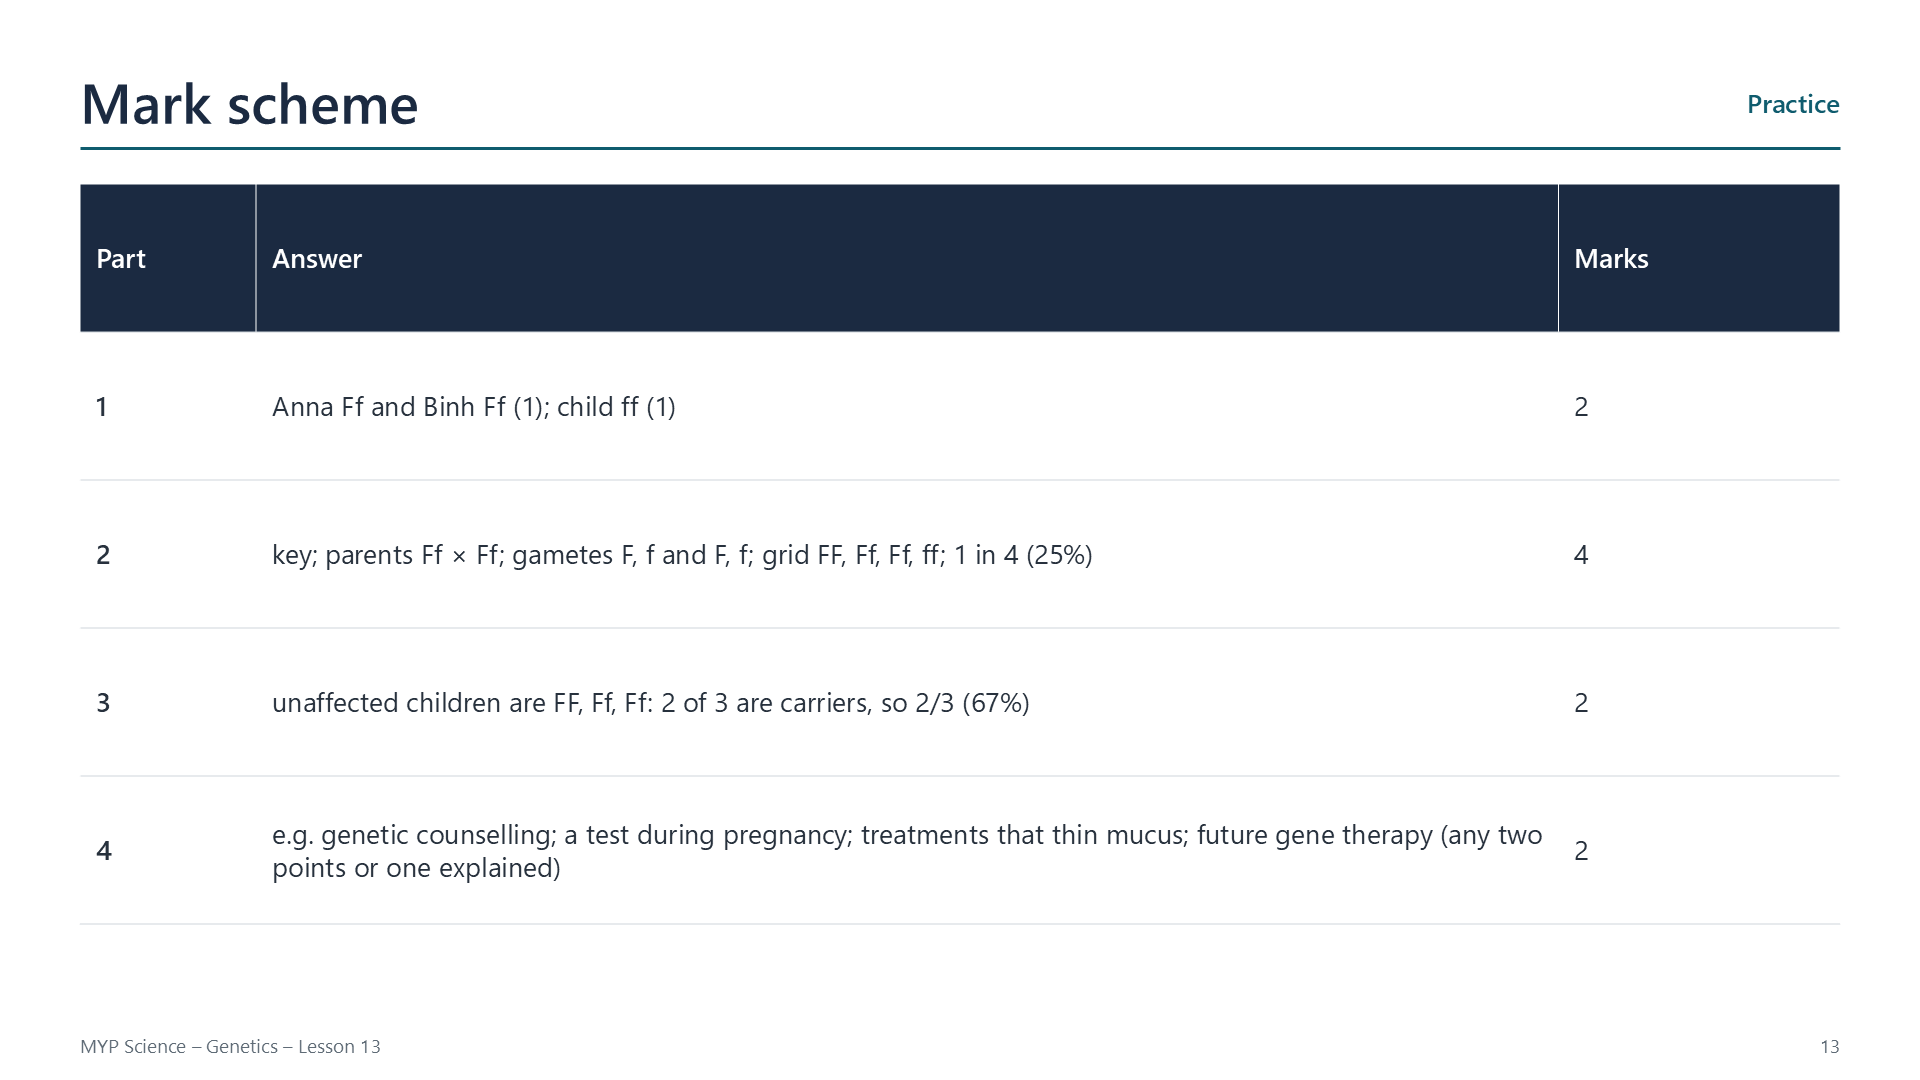 Mark scheme
Practice
Part Answer Marks
1 Anna Ff and Binh Ff (1); child ff (1) 2
2 key; parents Ff × Ff; gametes F, f and F, f; grid FF, Ff, Ff, ff; 1 in 4 (25%) 4
3 unaffected children are FF, Ff, Ff: 2 of 3 are carriers, so 2/3 (67%) 2
4 e.g. genetic counselling; a test during pregnancy; treatments that thin mucus; future gene therapy (any two
points or one explained) 2
MYP Science – Genetics – Lesson 13
13